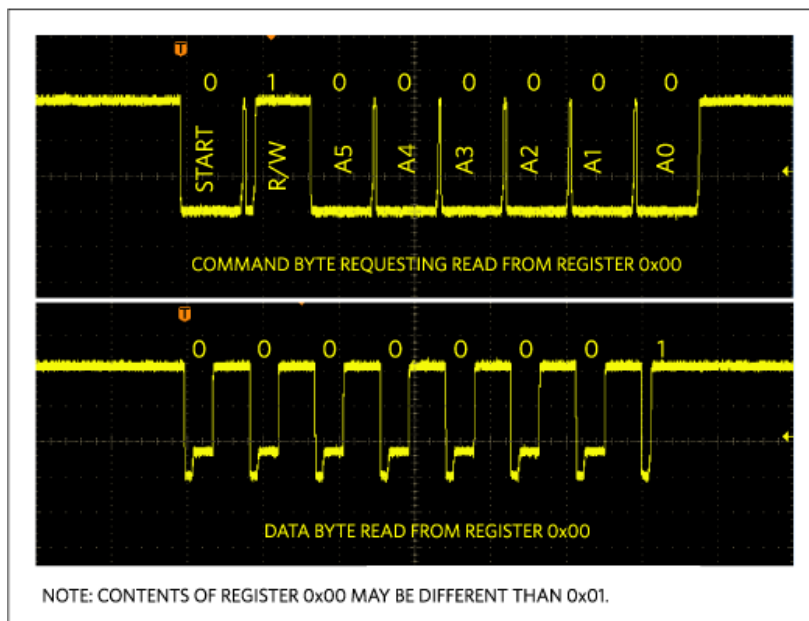 T
0 1 0 0 0 0 0 0
START R/W A5 A4 A3 A2 A1 A0
COMMAND BYTE REQUESTING READ FROM REGISTER 0x00
T
0 0 0 0 0 0 0 1
DATA BYTE READ FROM REGISTER 0x00
NOTE: CONTENTS OF REGISTER 0x00 MAY BE DIFFERENT THAN 0x01.